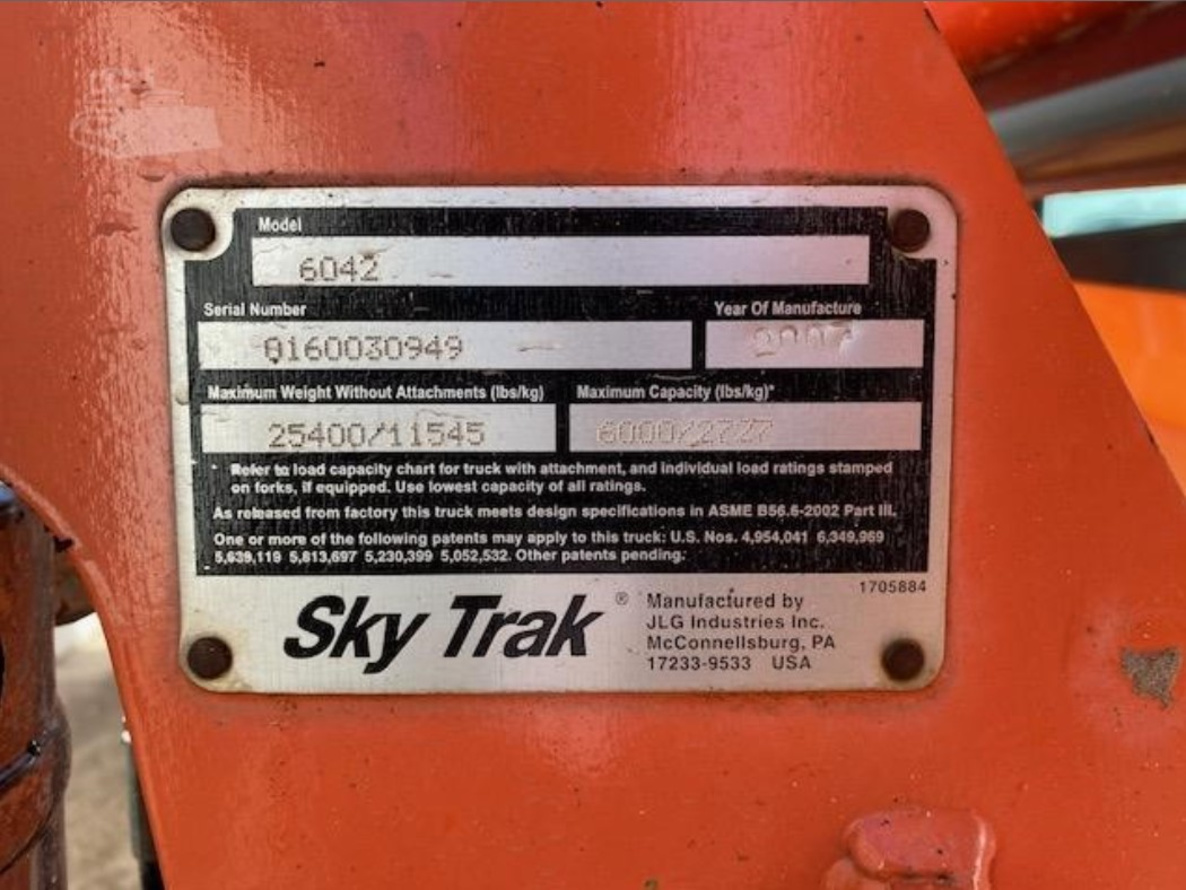 Model
6042
Serial Number
Year Of Manufacture
0160030949
2007
Maximum Weight Without Attachments (lbs/kg)
Maximum Capacity (lbs/kg)*
25400/11545
6000/2727
* Refer to load capacity chart for truck with attachment, and individual load ratings stamped
on forks, if equipped. Use lowest capacity of all ratings.
As released from factory this truck meets design specifications in ASME B56.6-2002 Part III.
One or more of the following patents may apply to this truck: U.S. Nos. 4,954,041 6,349,969
5,639,119 5,813,697 5,230,399 5,052,532. Other patents pending.
1705884
Sky Trak ®
Manufactured by
JLG Industries Inc.
McConnellsburg, PA
17233-9533 USA